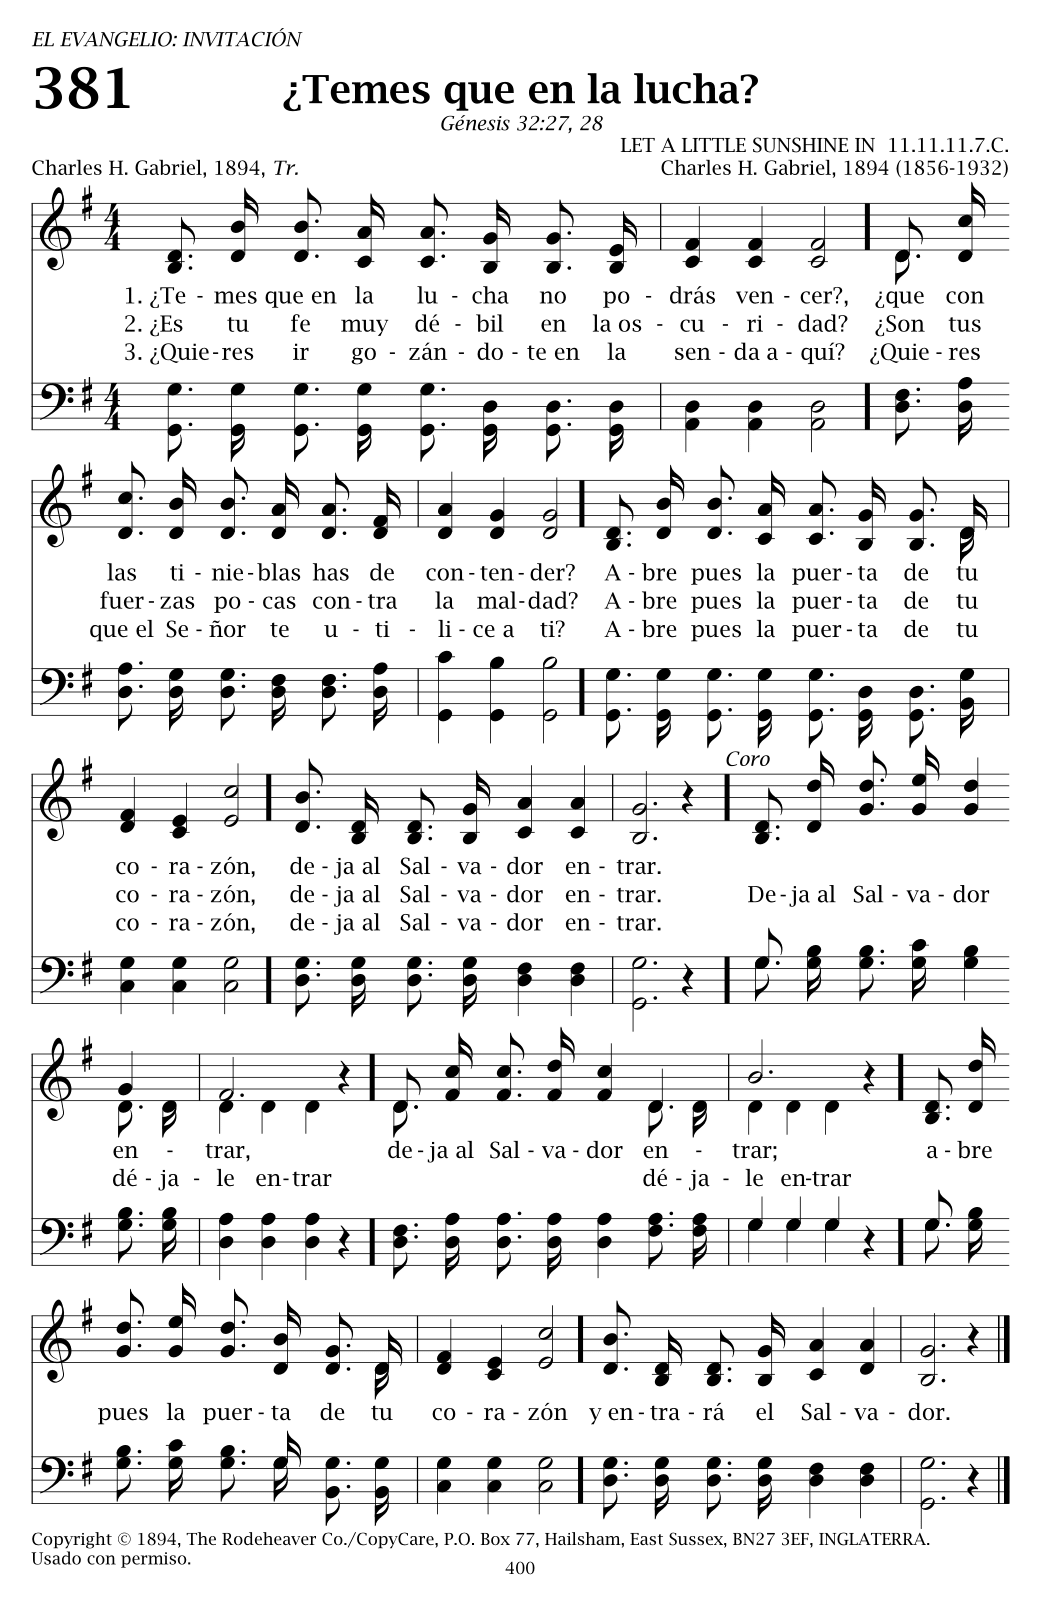 EL EVANGELIO: INVITACIÓN
381 ¿Temes que en la lucha?
Génesis 32:27, 28
LET A LITTLE SUNSHINE IN 11.11.11.7.C.
Charles H. Gabriel, 1894, Tr. Charles H. Gabriel, 1894 (1856-1932)
1. ¿Te - mes que en la lu - cha no po - drás ven - cer?, ¿que con
2. ¿Es tu fe muy dé - bil en la os - cu - ri - dad? ¿Son tus
3. ¿Quie - res ir go - zán - do - te en la sen - da a - quí? ¿Quie - res
las ti - nie - blas has de con - ten - der? A - bre pues la puer - ta de tu
fuer - zas po - cas con - tra la mal - dad? A - bre pues la puer - ta de tu
que el Se - ñor te u - ti - li - ce a ti? A - bre pues la puer - ta de tu
Coro
co - ra - zón, de - ja al Sal - va - dor en - trar.
co - ra - zón, de - ja al Sal - va - dor en - trar. De - ja al Sal - va - dor
co - ra - zón, de - ja al Sal - va - dor en - trar.
en - trar, de - ja al Sal - va - dor en - trar; a - bre
dé - ja - le en - trar dé - ja - le en - trar
pues la puer - ta de tu co - ra - zón y en - tra - rá el Sal - va - dor.
Copyright © 1894, The Rodeheaver Co./CopyCare, P.O. Box 77, Hailsham, East Sussex, BN27 3EF, INGLATERRA.
Usado con permiso.
400